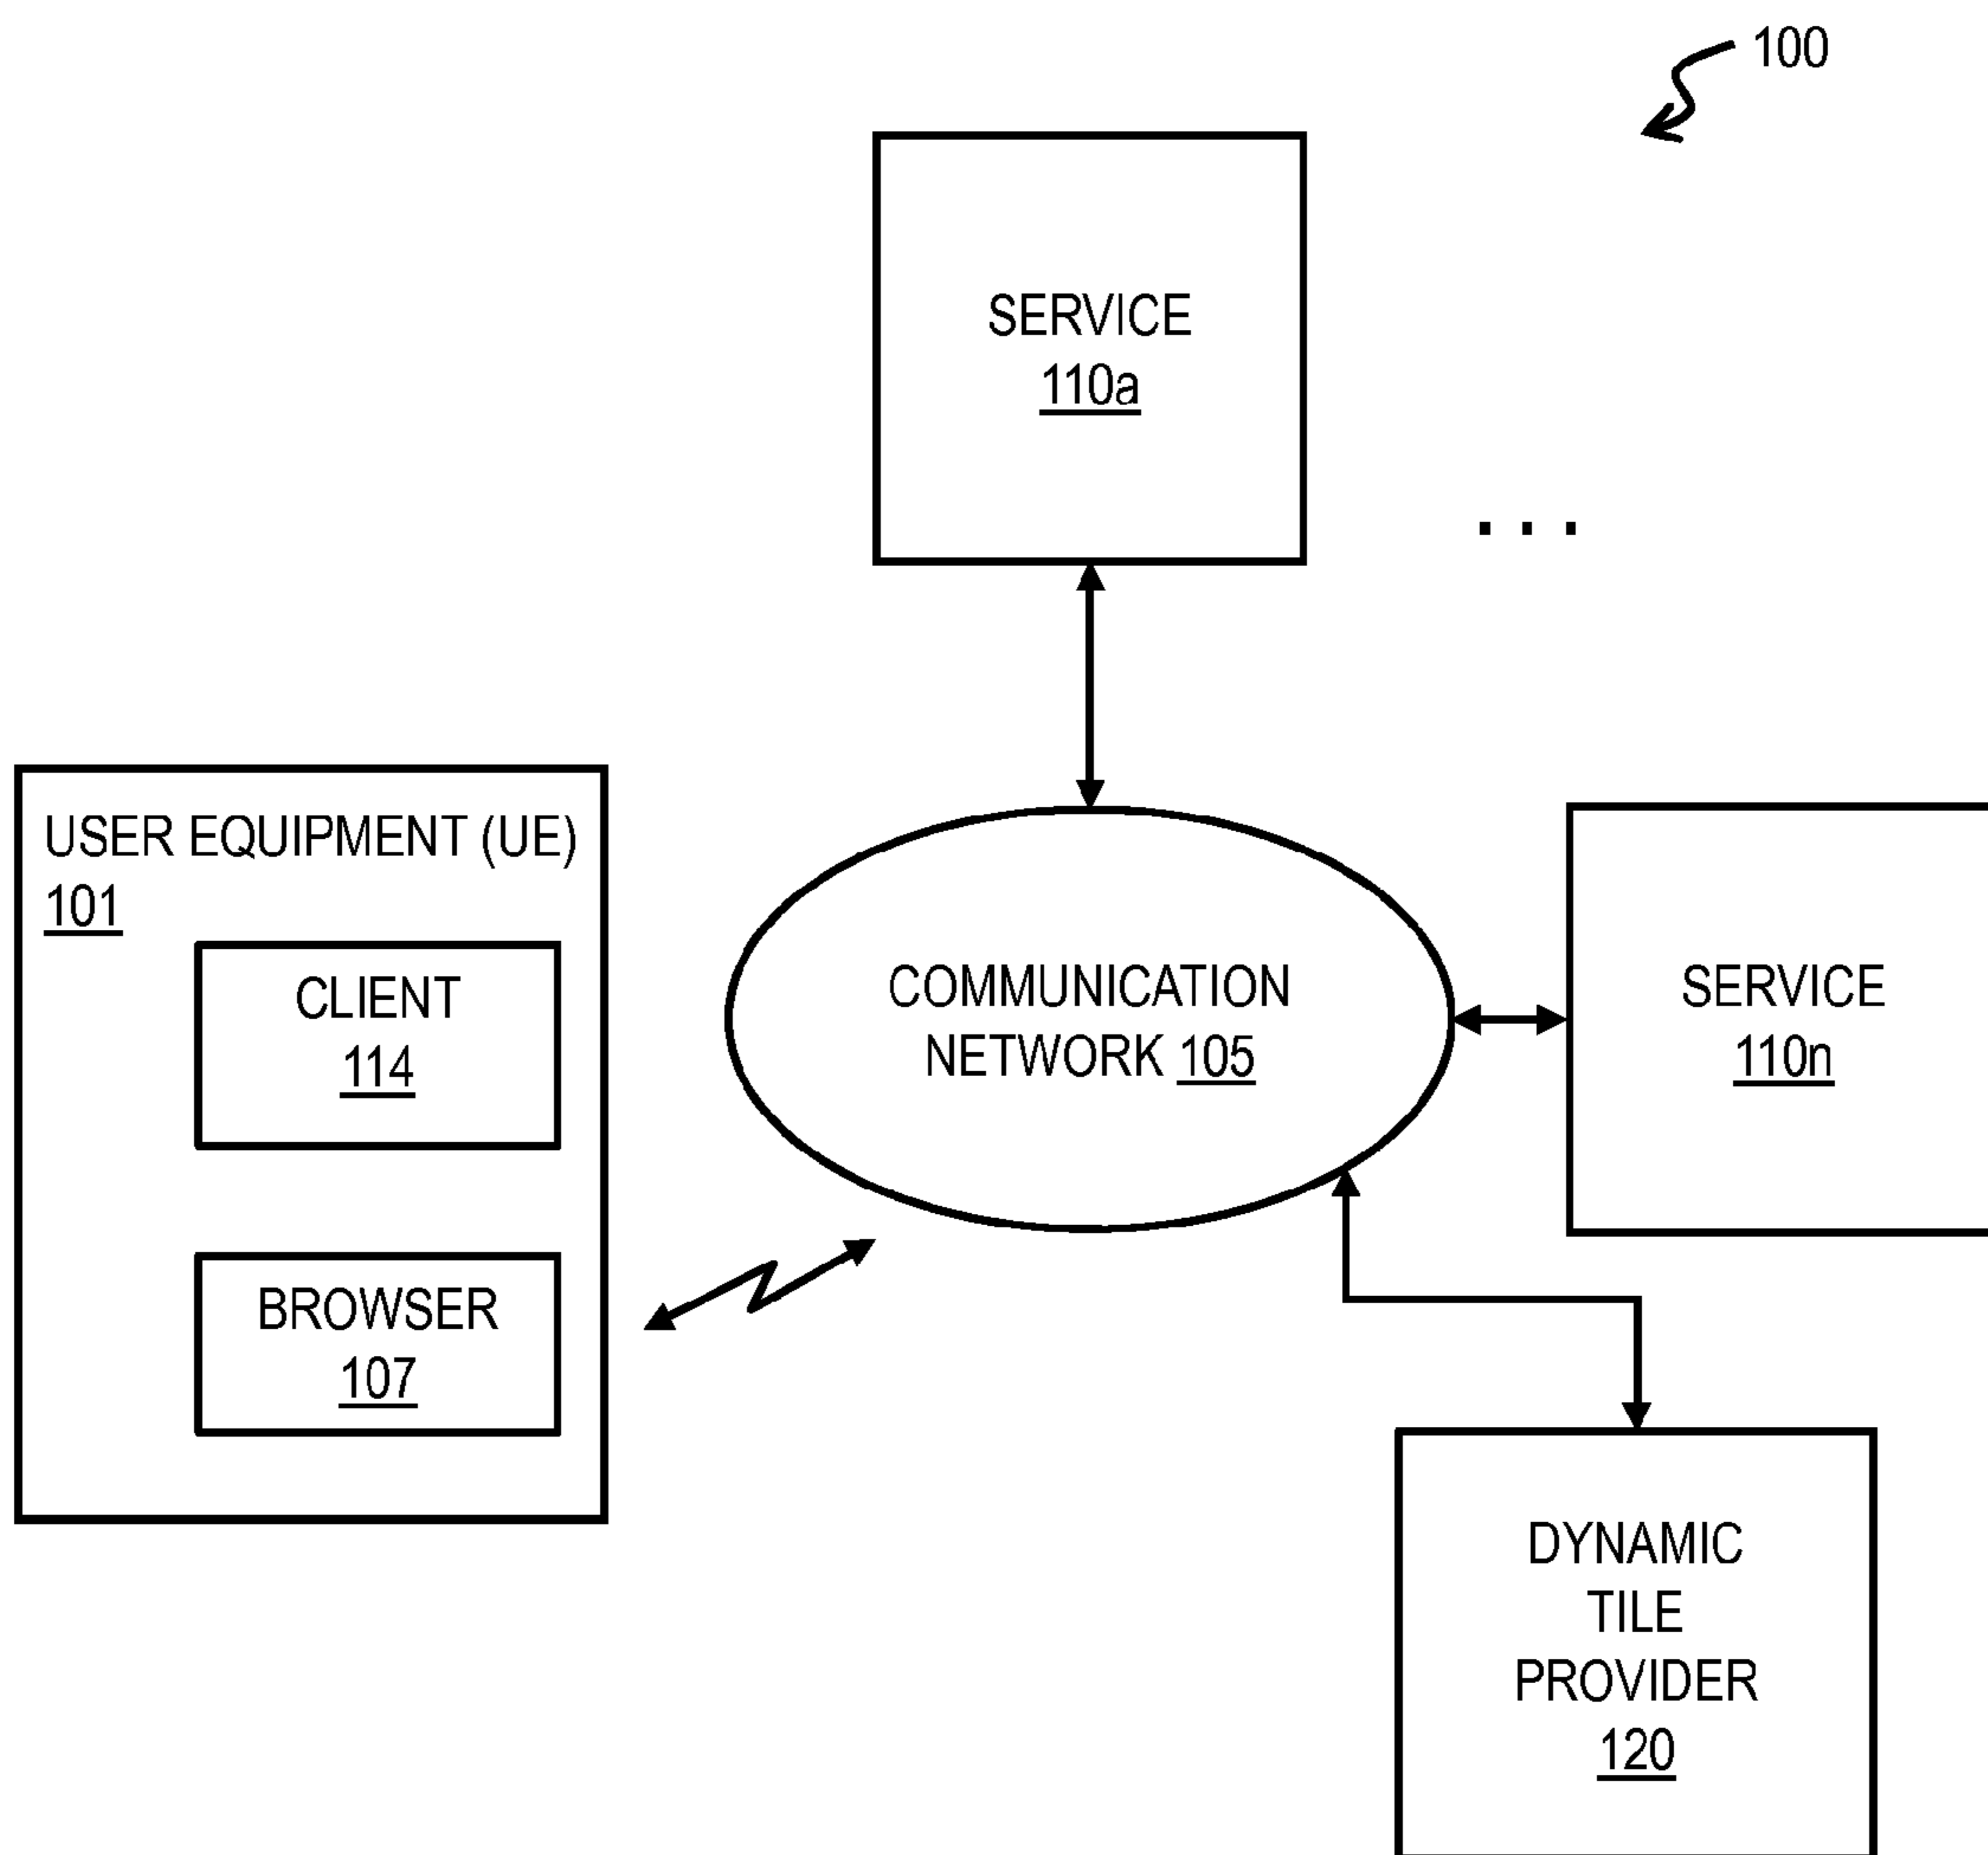 100
SERVICE
110a
. . .
USER EQUIPMENT (UE)
101
CLIENT
114
BROWSER
107
COMMUNICATION
NETWORK 105
SERVICE
110n
DYNAMIC
TILE
PROVIDER
120